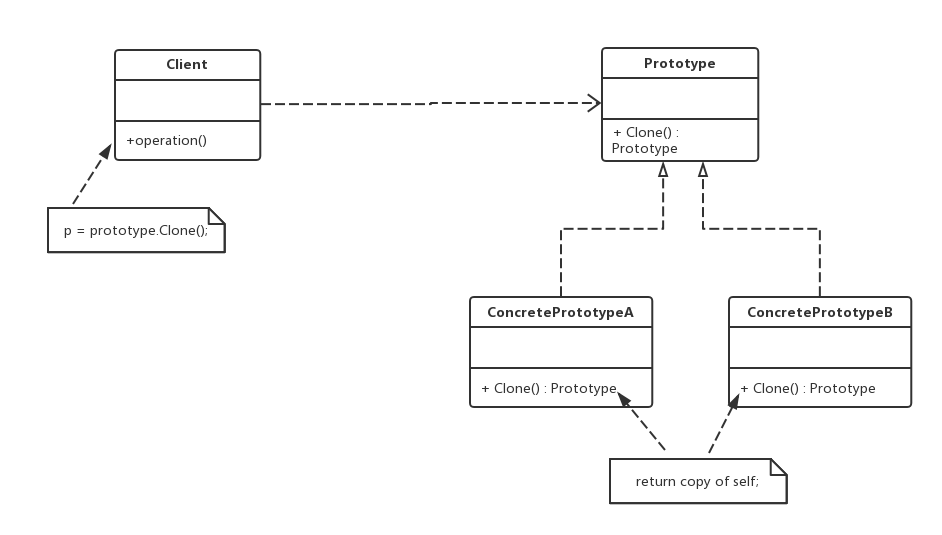 Client
Prototype
+operation()
+ Clone() :
Prototype
p = prototype.Clone();
ConcretePrototypeA
ConcretePrototypeB
+ Clone() : Prototype
+ Clone() : Prototype
return copy of self;